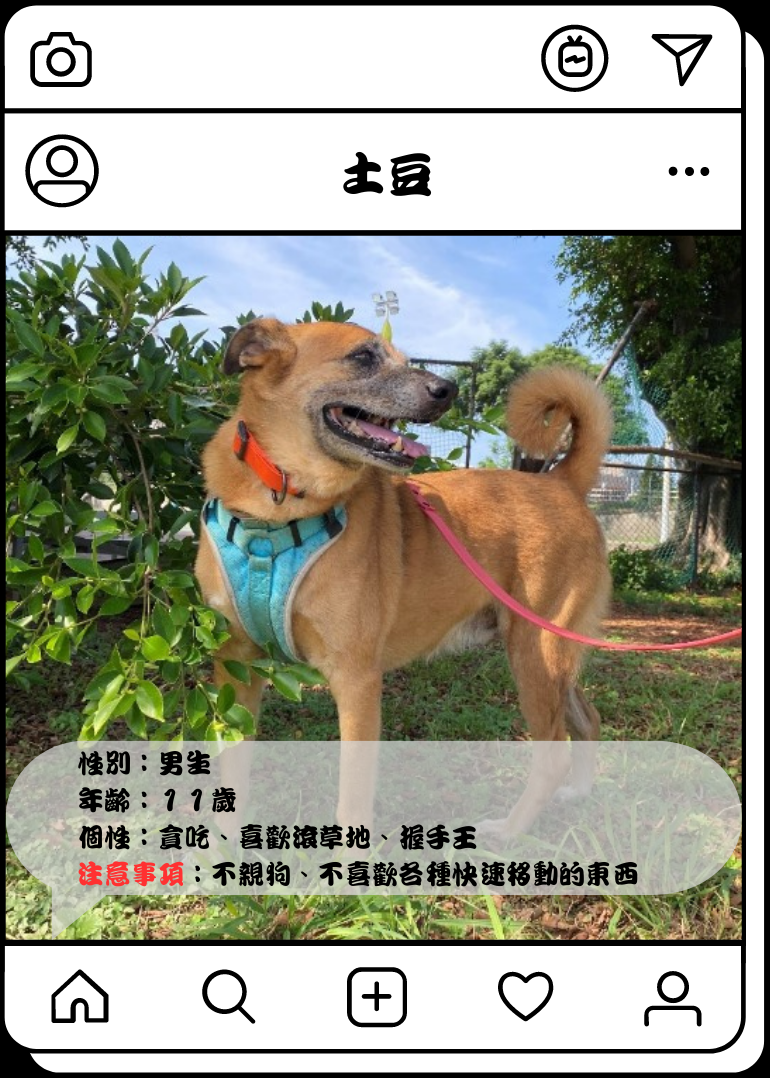 土豆
性別：男生
年齡：11歲
個性：貪吃、喜歡滾草地、握手王
注意事項：不親狗、不喜歡各種快速移動的東西